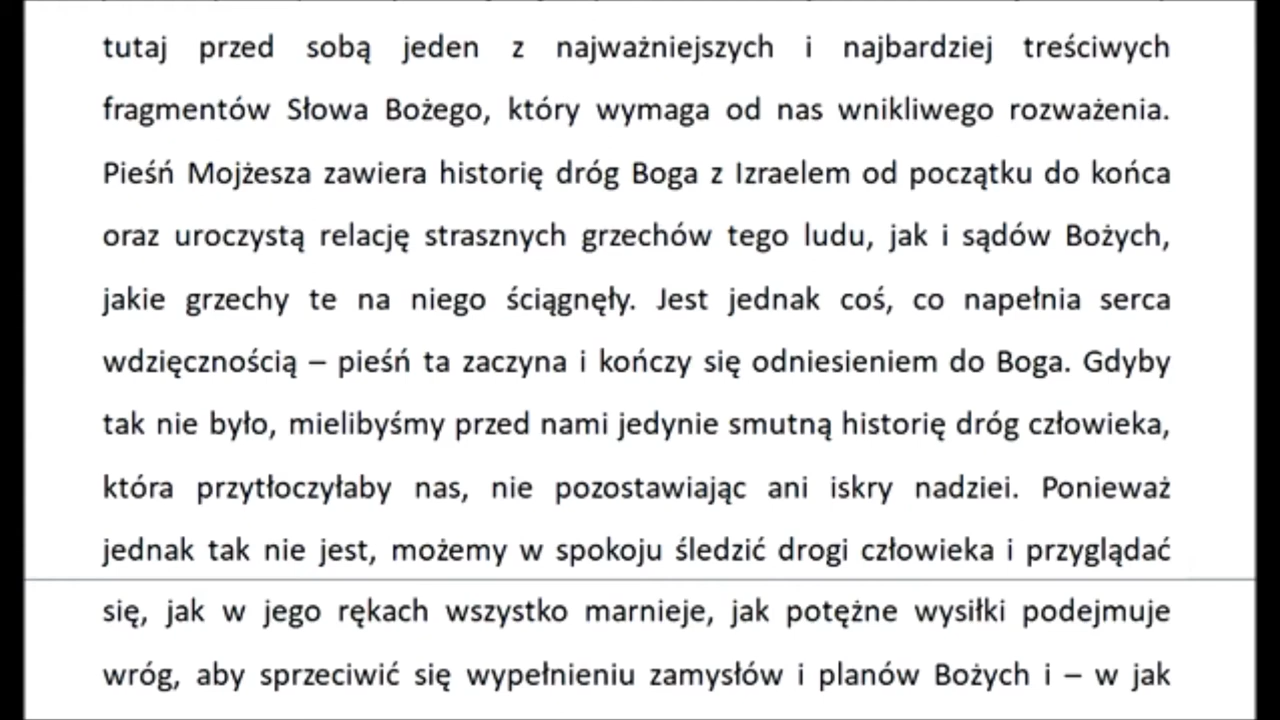 tutaj przed sobą jeden z najważniejszych i najbardziej treściwych
fragmentów Słowa Bożego, który wymaga od nas wnikliwego rozważenia.
Pieśń Mojżesza zawiera historię dróg Boga z Izraelem od początku do końca
oraz uroczystą relację strasznych grzechów tego ludu, jak i sądów Bożych,
jakie grzechy te na niego ściągnęły. Jest jednak coś, co napełnia serca
wdzięcznością – pieśń ta zaczyna i kończy się odniesieniem do Boga. Gdyby
tak nie było, mielibyśmy przed nami jedynie smutną historię dróg człowieka,
która przytłoczyłaby nas, nie pozostawiając ani iskry nadziei. Ponieważ
jednak tak nie jest, możemy w spokoju śledzić drogi człowieka i przyglądać
się, jak w jego rękach wszystko marnieje, jak potężne wysiłki podejmuje
wróg, aby sprzeciwić się wypełnieniu zamysłów i planów Bożych i – w jak